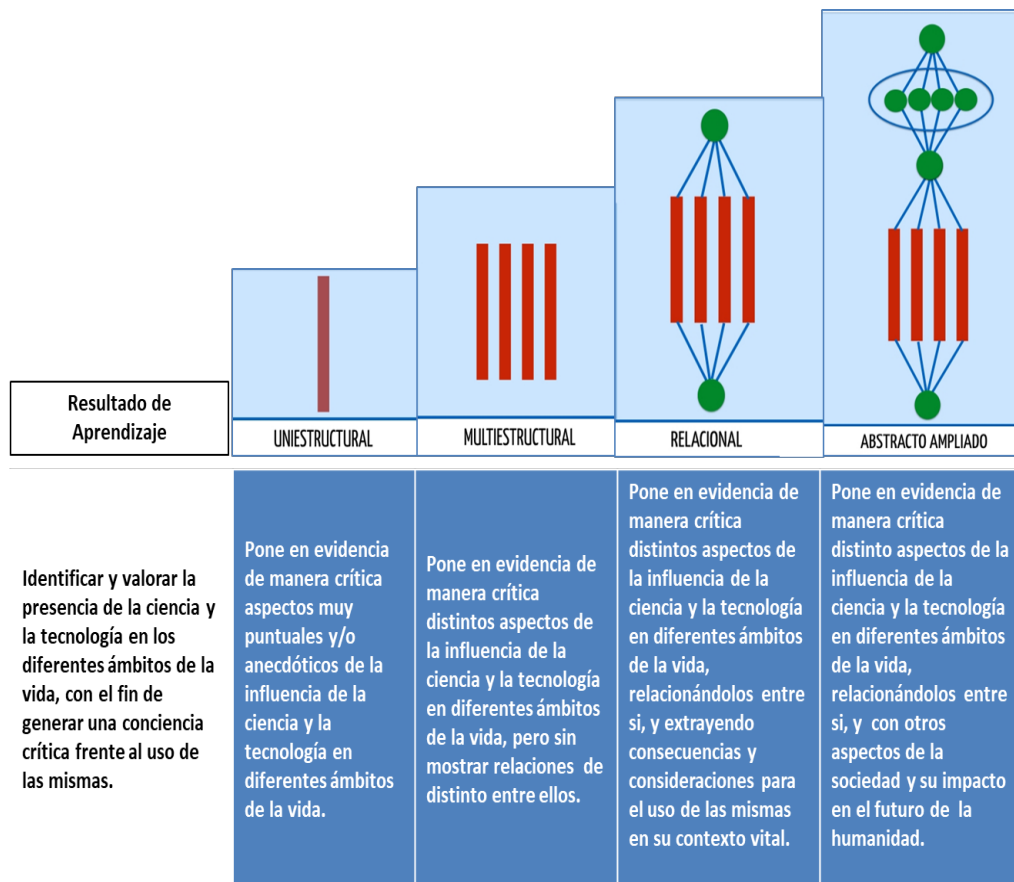 Resultado de
Aprendizaje
UNIESTRUCTURAL
MULTIESTRUCTURAL
RELACIONAL
ABSTRACTO AMPLIADO
Identificar y valorar la
presencia de la ciencia y
la tecnología en los
diferentes ámbitos de la
vida, con el fin de
generar una conciencia
crítica frente al uso de
las mismas.
Pone en evidencia
de manera crítica
aspectos muy
puntuales y/o
anecdóticos de la
influencia de la
ciencia y la
tecnología en
diferentes ámbitos
de la vida.
Pone en evidencia de
manera crítica
distintos aspectos de
la influencia de la
ciencia y la tecnología
en diferentes ámbitos
de la vida, pero sin
mostrar relaciones de
distinto entre ellos.
Pone en evidencia de
manera crítica
distintos aspectos de
la influencia de la
ciencia y la tecnología
en diferentes ámbitos
de la vida,
relacionándolos entre
si, y extrayendo
consecuencias y
consideraciones para
el uso de las mismas
en su contexto vital.
Pone en evidencia de
manera crítica
distinto aspectos de la
influencia de la
ciencia y la tecnología
en diferentes ámbitos
de la vida,
relacionándolos entre
si, y con otros
aspectos de la
sociedad y su impacto
en el futuro de la
humanidad.